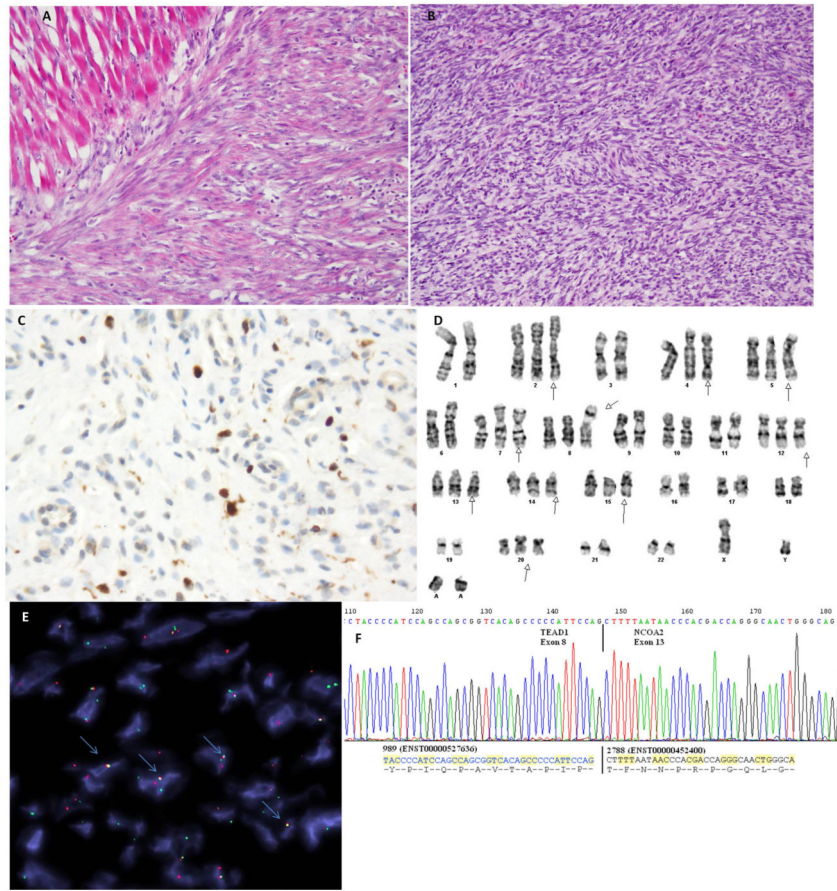 A
B
C
D
1 2 3 4 5
6 7 8 9 10 11 12
13 14 15 16 17 18
19 20 21 22 X Y
A A
E
F
110 120 130 140 150 160 170 180
CTACCCCATCCAGCCAGCGGTCACAGCCCCCATTCCAGCTTTTAATAACCCACGACCAGGGCAACTGGGCAG
TEAD1 NCOA2
Exon 8 Exon 13
989 (ENST00000527636) 2788 (ENST00000452400)
TACCCCATCCAGCCAGCGGTCACAGCCCCCATTCCAG CTTTTAATAACCCACGACCAGGGCAACTGGGCA
-Y--P--I--Q--P--A--V--T--A--P--I--P-- T--F--N--N--P--R--P--G--Q--L--G--